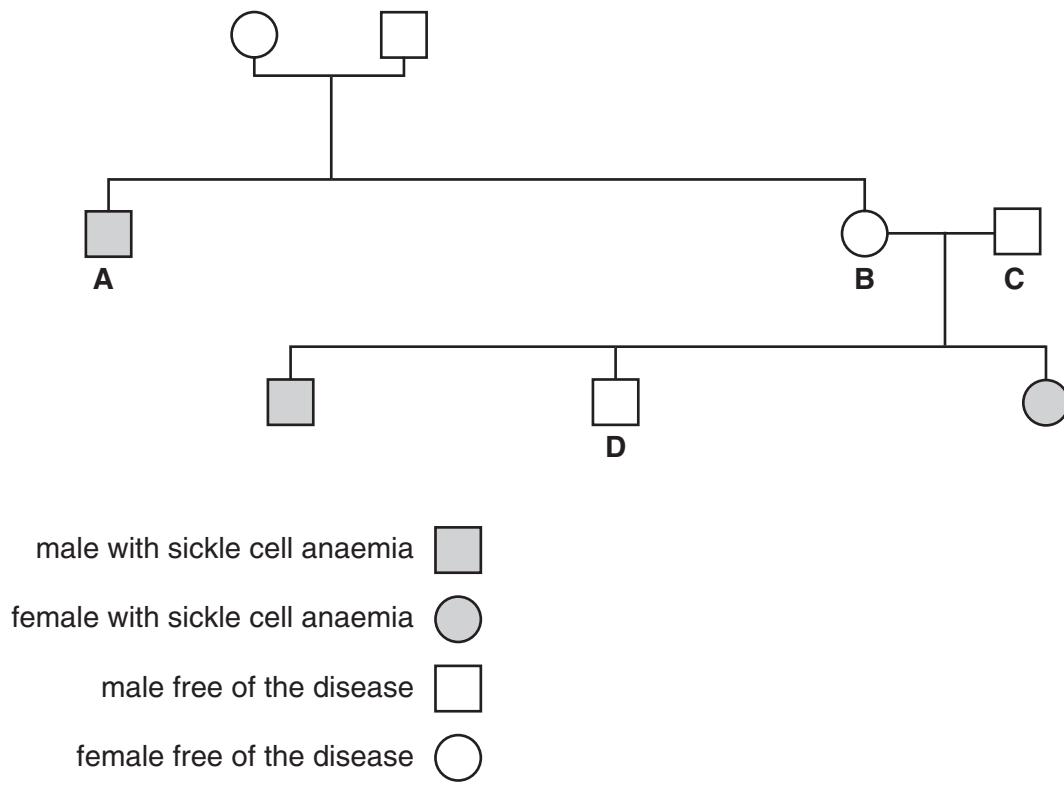 A
B
C
D
male with sickle cell anaemia
female with sickle cell anaemia
male free of the disease
female free of the disease